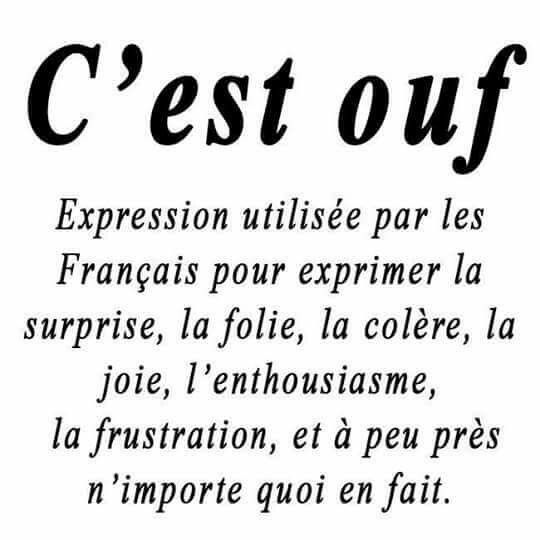 C’est ouf
Expression utilisée par les
Français pour exprimer la
surprise, la folie, la colère, la
joie, l’enthousiasme,
la frustration, et à peu près
n’importe quoi en fait.